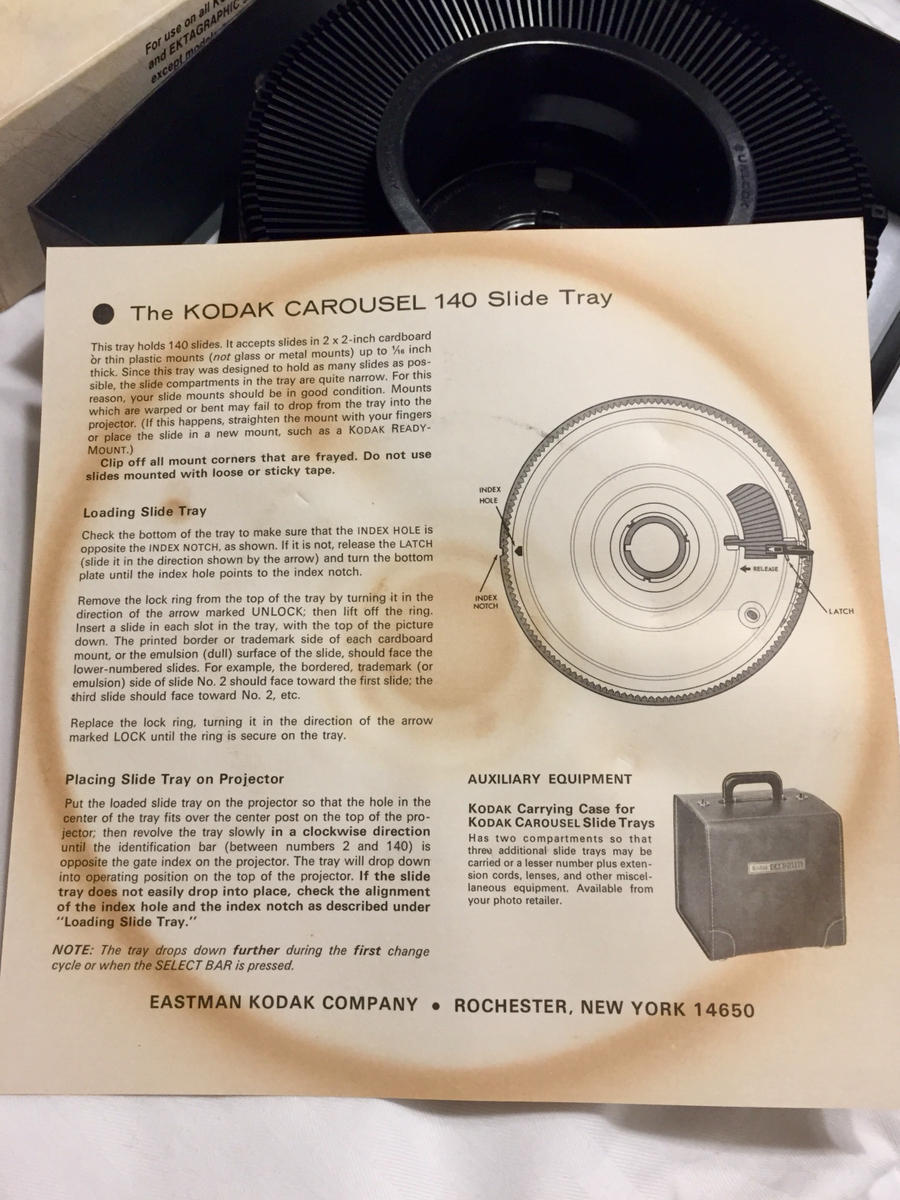 For use on all
and EKTAGRAPHIC
except
UNLOCK
● The KODAK CAROUSEL 140 Slide Tray
This tray holds 140 slides. It accepts slides in 2 x 2-inch cardboard
or thin plastic mounts (not glass or metal mounts) up to 1/16 inch
thick. Since this tray was designed to hold as many slides as pos-
sible, the slide compartments in the tray are quite narrow. For this
reason, your slide mounts should be in good condition. Mounts
which are warped or bent may fail to drop from the tray into the
projector. (If this happens, straighten the mount with your fingers
or place the slide in a new mount, such as a KODAK READY-
MOUNT.)
Clip off all mount corners that are frayed. Do not use
slides mounted with loose or sticky tape.
Loading Slide Tray
Check the bottom of the tray to make sure that the INDEX HOLE is
opposite the INDEX NOTCH, as shown. If it is not, release the LATCH
(slide it in the direction shown by the arrow) and turn the bottom
plate until the index hole points to the index notch.
Remove the lock ring from the top of the tray by turning it in the
direction of the arrow marked UNLOCK; then lift off the ring.
Insert a slide in each slot in the tray, with the top of the picture
down. The printed border or trademark side of each cardboard
mount, or the emulsion (dull) surface of the slide, should face the
lower-numbered slides. For example, the bordered, trademark (or
emulsion) side of slide No. 2 should face toward the first slide; the
third slide should face toward No. 2, etc.
Replace the lock ring, turning it in the direction of the arrow
marked LOCK until the ring is secure on the tray.
INDEX
HOLE
INDEX
NOTCH
RELEASE
LATCH
Placing Slide Tray on Projector
Put the loaded slide tray on the projector so that the hole in the
center of the tray fits over the center post on the top of the pro-
jector; then revolve the tray slowly in a clockwise direction
until the identification bar (between numbers 2 and 140) is
opposite the gate index on the projector. The tray will drop down
into operating position on the top of the projector. If the slide
tray does not easily drop into place, check the alignment
of the index hole and the index notch as described under
"Loading Slide Tray."
NOTE: The tray drops down further during the first change
cycle or when the SELECT BAR is pressed.
AUXILIARY EQUIPMENT
KODAK Carrying Case for
KODAK CAROUSEL Slide Trays
Has two compartments so that
three additional slide trays may be
carried or a lesser number plus exten-
sion cords, lenses, and other miscel-
laneous equipment. Available from
your photo retailer.
EASTMAN KODAK COMPANY • ROCHESTER, NEW YORK 14650